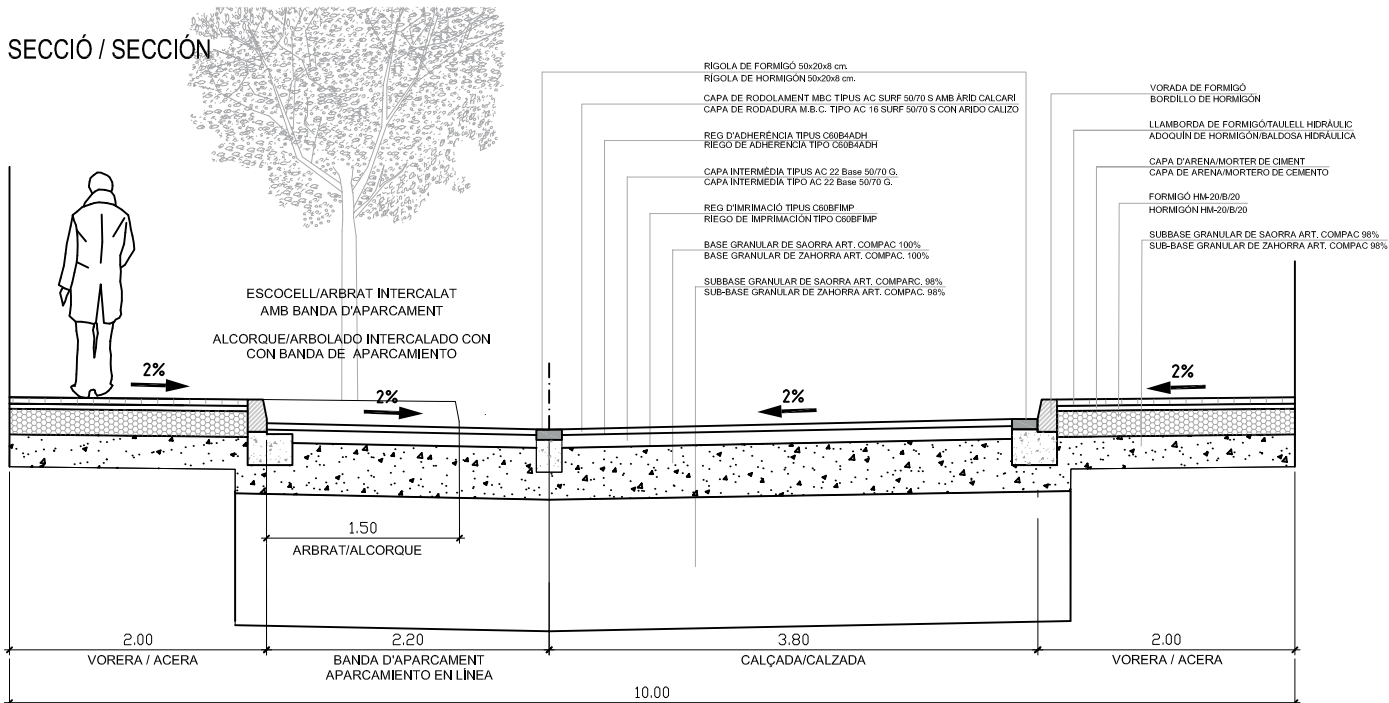 SECCIÓ / SECCIÓN
RÍGOLA DE FORMIGÓ 50x20x8 cm.
RÍGOLA DE HORMIGÓN 50x20x8 cm.
CAPA DE RODOLAMENT MBC TIPUS AC SURF 50/70 S AMB ÀRID CALCARI
CAPA DE RODADURA M.B.C. TIPO AC 16 SURF 50/70 S CON ARIDO CALIZO
REG D'ADHERÈNCIA TIPUS C60B4ADH
RIEGO DE ADHERENCIA TIPO C60B4ADH
CAPA INTERMÈDIA TIPUS AC 22 Base 50/70 G.
CAPA INTERMEDIA TIPO AC 22 Base 50/70 G.
REG D'IMRIMACIÓ TIPUS C60BFIMP
RIEGO DE IMPRIMACIÓN TIPO C60BFIMP
BASE GRANULAR DE SAORRA ART. COMPAC 100%
BASE GRANULAR DE ZAHORRA ART. COMPAC. 100%
SUBBASE GRANULAR DE SAORRA ART. COMPARC. 98%
SUB-BASE GRANULAR DE ZAHORRA ART. COMPAC. 98%
VORADA DE FORMIGÓ
BORDILLO DE HORMIGÓN
LLAMBORDA DE FORMIGÓ/TAULELL HIDRÀULIC
ADOQUÍN DE HORMIGÓN/BALDOSA HIDRÁULICA
CAPA D'ARENA/MORTER DE CIMENT
CAPA DE ARENA/MORTERO DE CEMENTO
FORMIGÓ HM-20/B/20
HORMIGÓN HM-20/B/20
SUBBASE GRANULAR DE SAORRA ART. COMPAC 98%
SUB-BASE GRANULAR DE ZAHORRA ART. COMPAC 98%
ESCOCELL/ARBRAT INTERCALAT
AMB BANDA D'APARCAMENT
ALCORQUE/ARBOLADO INTERCALADO CON
CON BANDA DE APARCAMIENTO
2%
2%
2%
2%
1.50
ARBRAT/ALCORQUE
2.00
VORERA / ACERA
2.20
BANDA D'APARCAMENT
APARCAMIENTO EN LÍNEA
3.80
CALÇADA/CALZADA
2.00
VORERA / ACERA
10.00